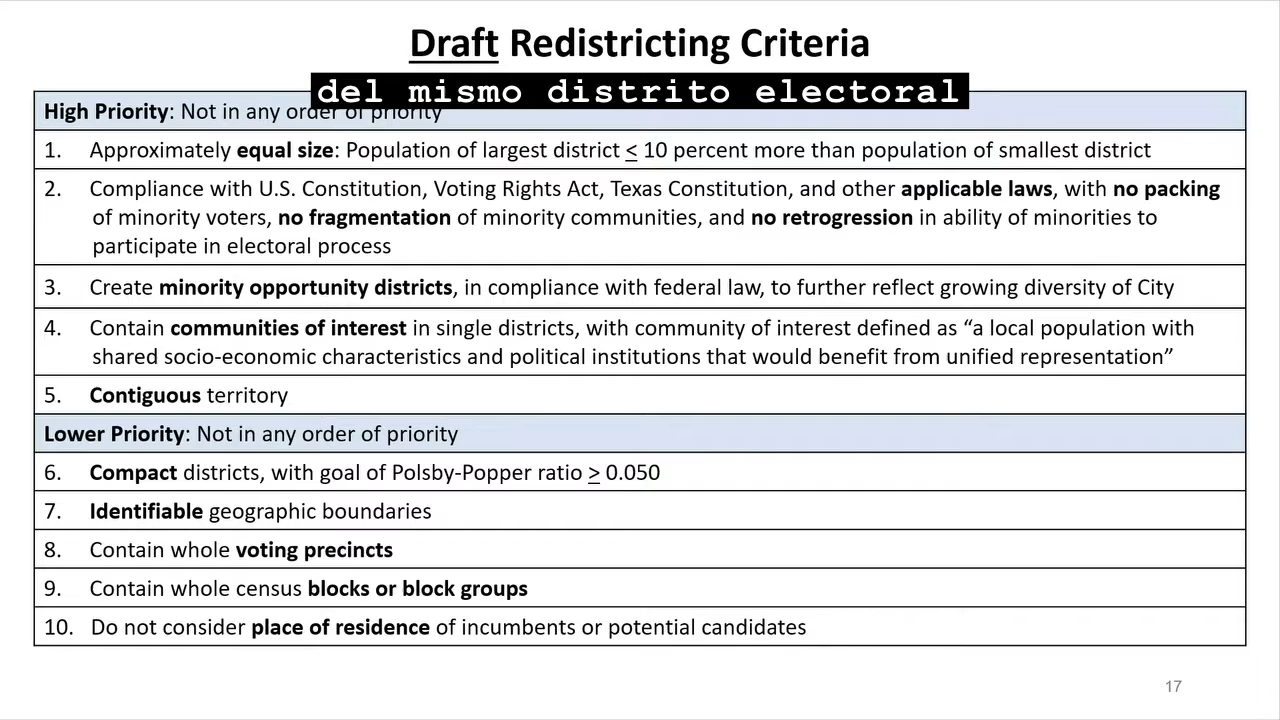 Draft Redistricting Criteria
del mismo distrito electoral
High Priority: Not in any order of priority
1. Approximately equal size: Population of largest district ≤ 10 percent more than population of smallest district
2. Compliance with U.S. Constitution, Voting Rights Act, Texas Constitution, and other applicable laws, with no packing
of minority voters, no fragmentation of minority communities, and no retrogression in ability of minorities to
participate in electoral process
3. Create minority opportunity districts, in compliance with federal law, to further reflect growing diversity of City
4. Contain communities of interest in single districts, with community of interest defined as “a local population with
shared socio-economic characteristics and political institutions that would benefit from unified representation”
5. Contiguous territory
Lower Priority: Not in any order of priority
6. Compact districts, with goal of Polsby-Popper ratio ≥ 0.050
7. Identifiable geographic boundaries
8. Contain whole voting precincts
9. Contain whole census blocks or block groups
10. Do not consider place of residence of incumbents or potential candidates
17